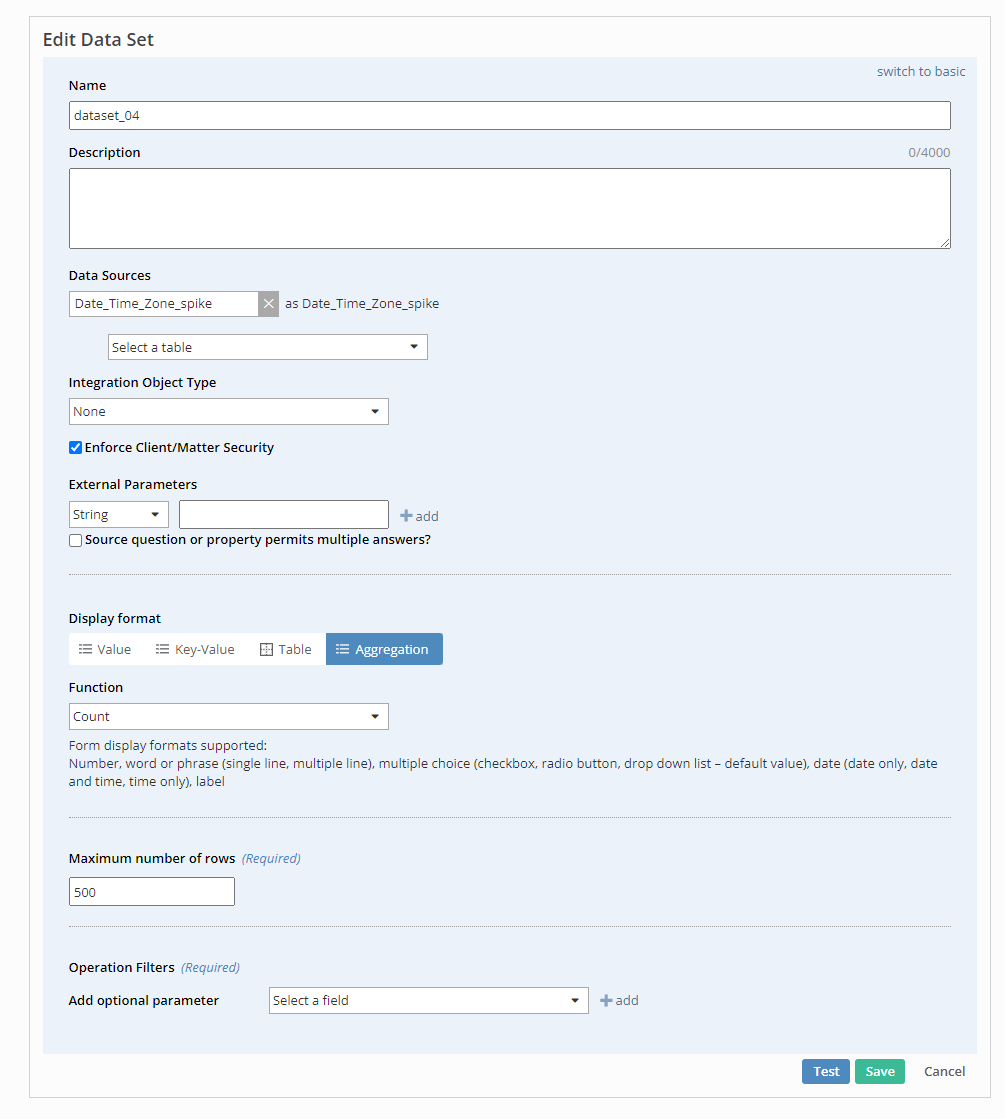 Edit Data Set
switch to basic
Name
dataset_04
Description 0/4000
Data Sources
Date_Time_Zone_spike as Date_Time_Zone_spike
Select a table
Integration Object Type
None
Enforce Client/Matter Security
External Parameters
String add
Source question or property permits multiple answers?
Display format
Value Key-Value Table Aggregation
Function
Count
Form display formats supported:
Number, word or phrase (single line, multiple line), multiple choice (checkbox, radio button, drop down list – default value), date (date only, date
and time, time only), label
Maximum number of rows (Required)
500
Operation Filters (Required)
Add optional parameter Select a field add
Test Save Cancel